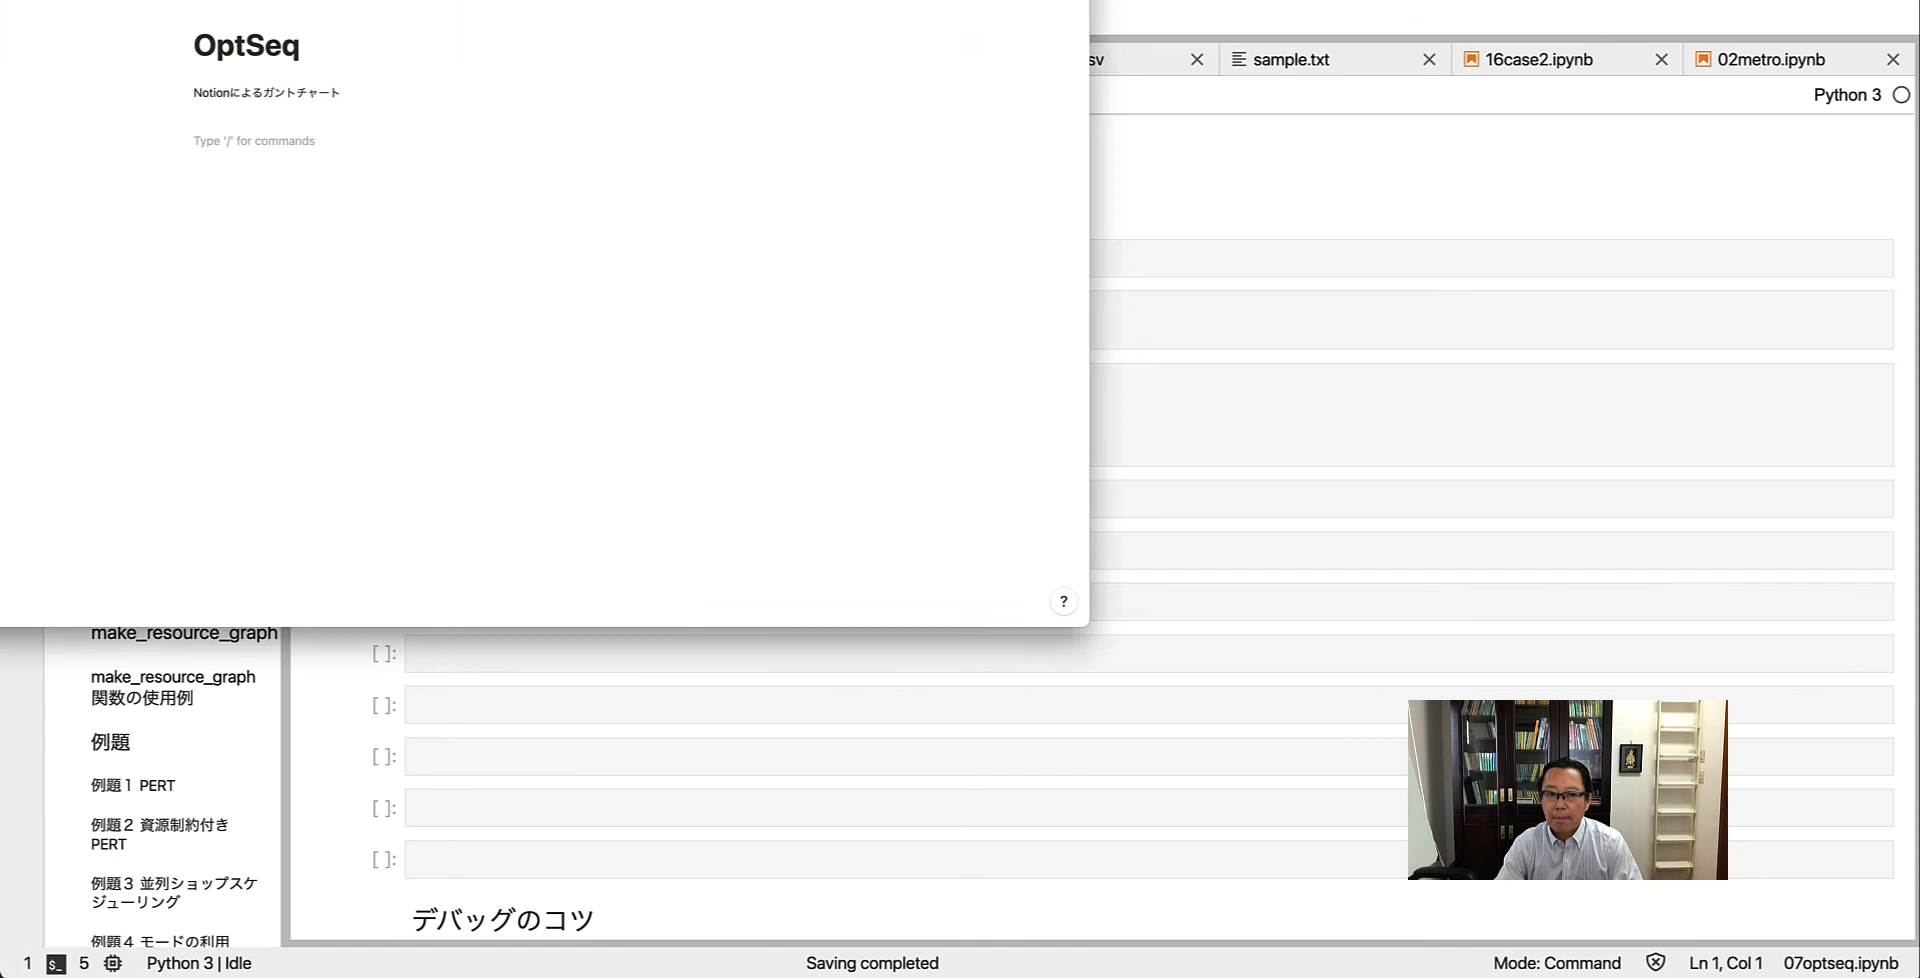 OptSeq
Notionによるガントチャート
Type '/' for commands
?
sv
sample.txt
16case2.ipynb
02metro.ipynb
Python 3
make_resource_graph
make_resource_graph
関数の使用例
例題
例題1 PERT
例題2 資源制約付き
PERT
例題3 並列ショップスケ
ジューリング
例題4 モードの利用
[ ]:
[ ]:
[ ]:
[ ]:
[ ]:
デバッグのコツ
1
$_
5
Python 3 | Idle
Saving completed
Mode: Command
Ln 1, Col 1
07optseq.ipynb